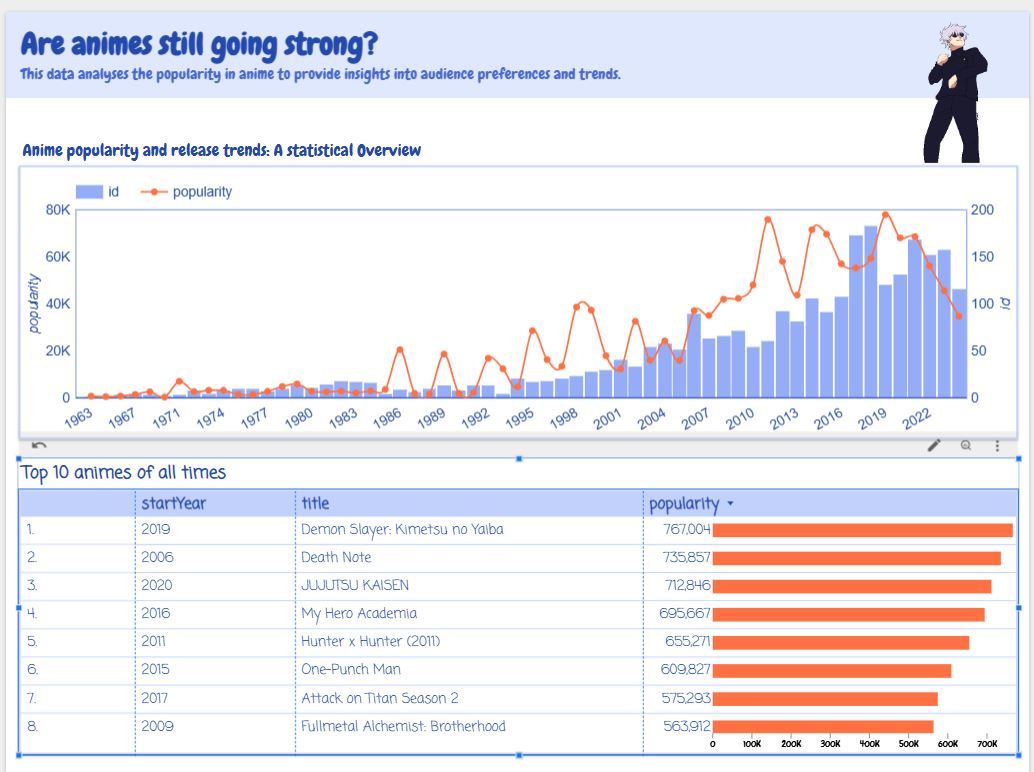 Are animes still going strong?
This data analyses the popularity in anime to provide insights into audience preferences and trends.
Anime popularity and release trends: A statistical Overview
id popularity
80K 200
60K 150
40K 100
20K 50
0 0
popularity
id
1963 1967 1971 1974 1977 1980 1983 1986 1989 1992 1995 1998 2001 2004 2007 2010 2013 2016 2019 2022
Top 10 animes of all times
startYear title popularity
1. 2019 Demon Slayer: Kimetsu no Yaiba 767,004
2. 2006 Death Note 735,857
3. 2020 JUJUTSU KAISEN 712,846
4. 2016 My Hero Academia 695,667
5. 2011 Hunter x Hunter (2011) 655,271
6. 2015 One-Punch Man 609,827
7. 2017 Attack on Titan Season 2 575,293
8. 2009 Fullmetal Alchemist: Brotherhood 563,912
0 100K 200K 300K 400K 500K 600K 700K